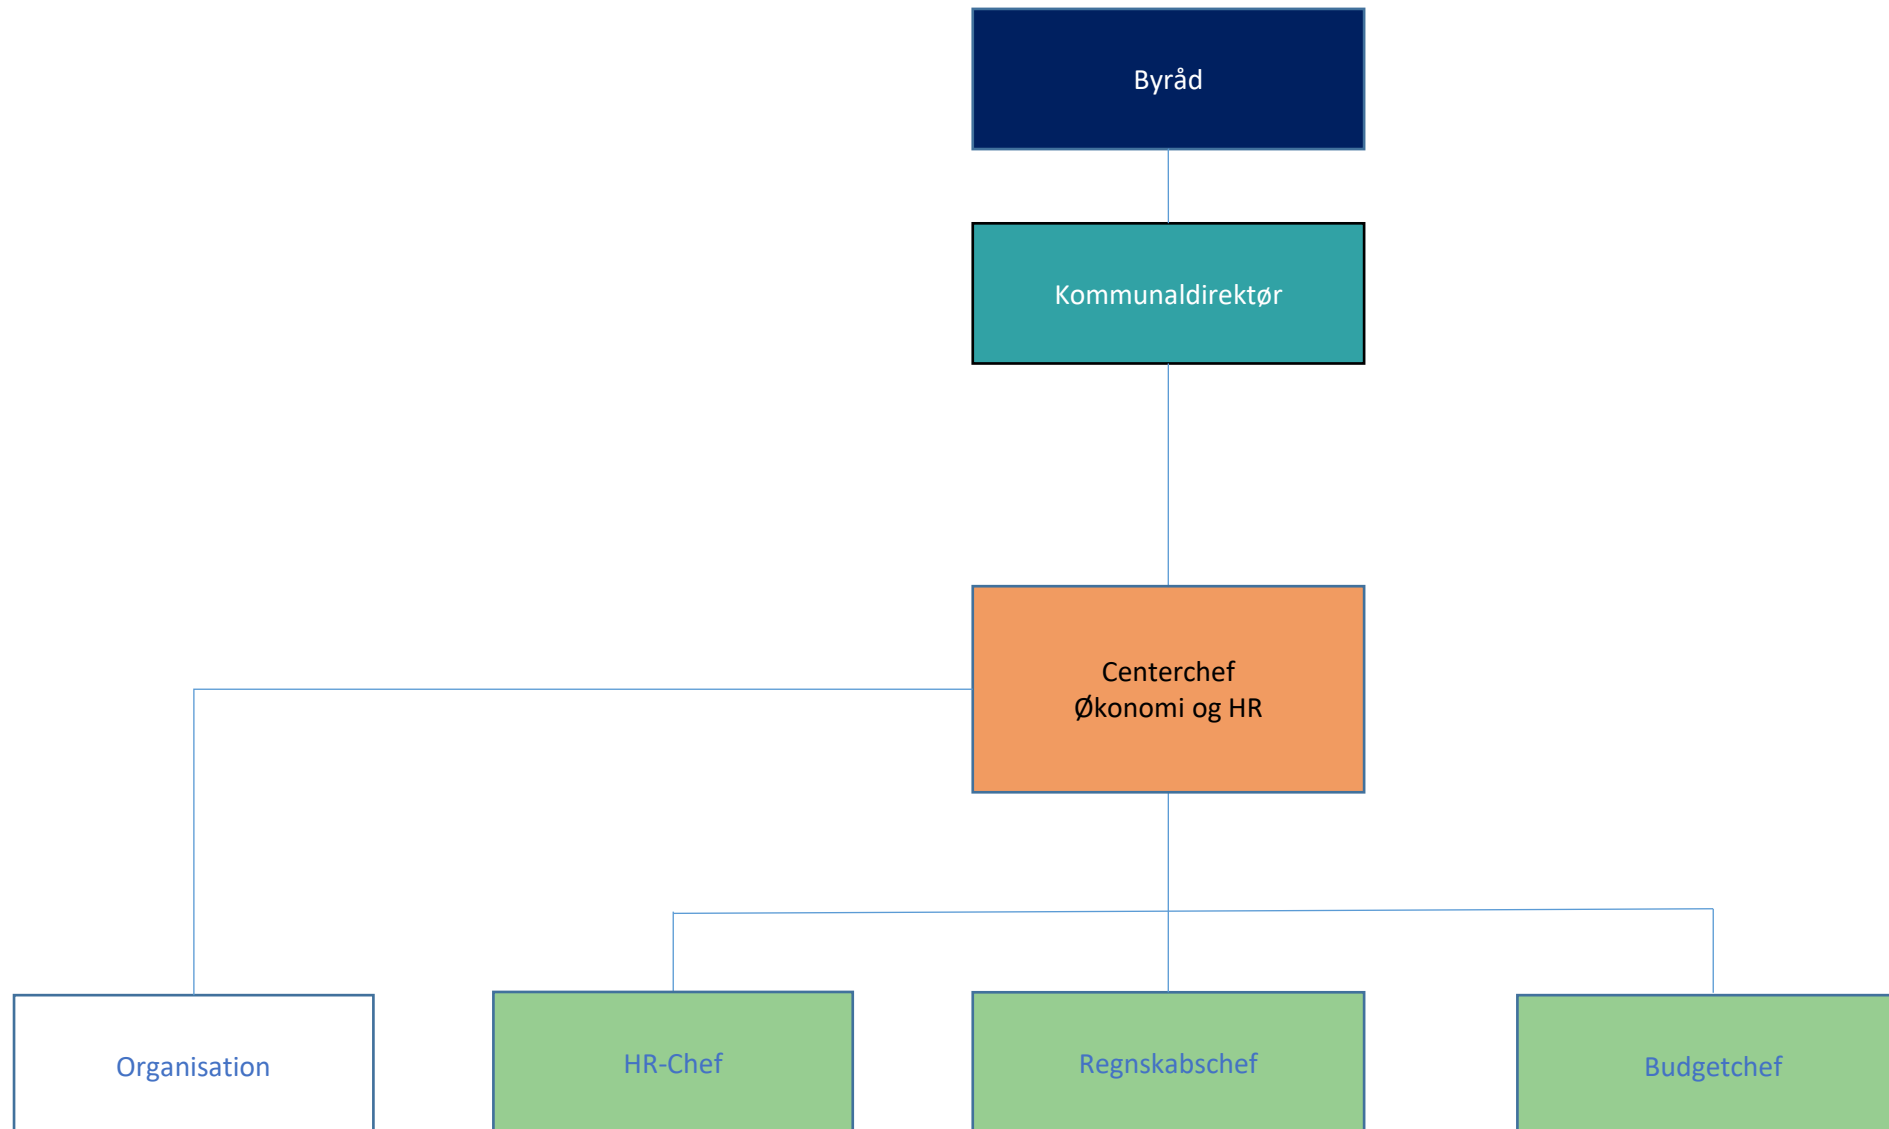 Byråd
Kommunaldirektør
Centerchef
Økonomi og HR
Organisation
HR-Chef
Regnskabschef
Budgetchef